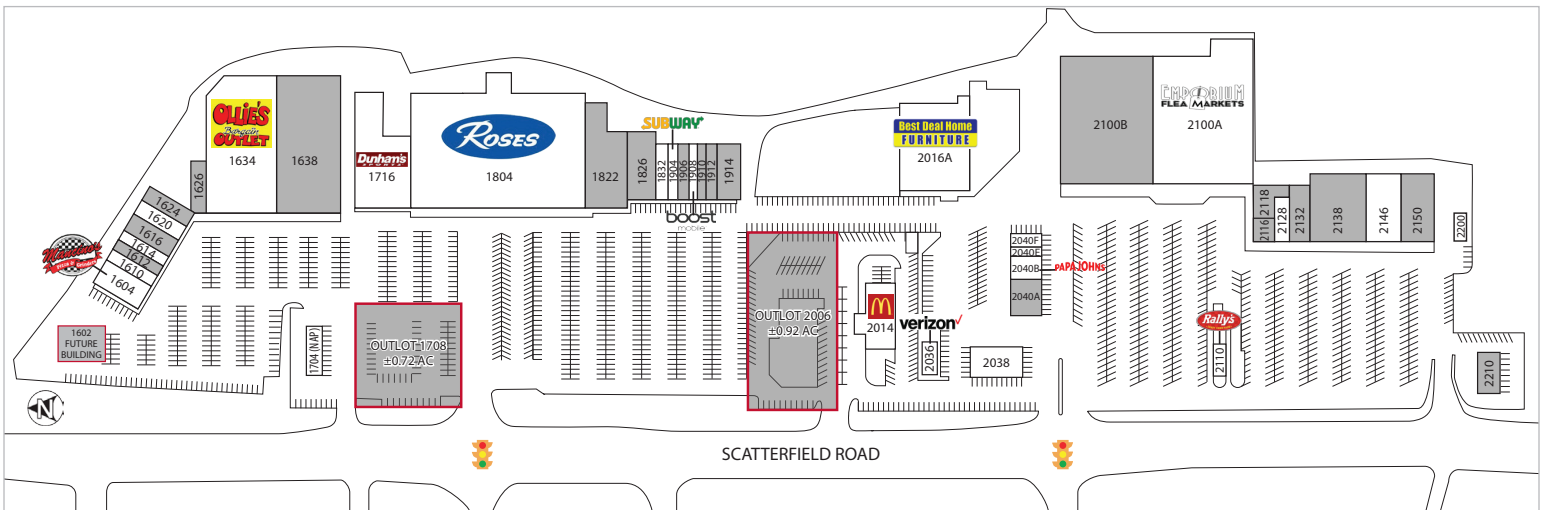 OLLIE'S
Bargain
OUTLET
1634
1638
1626
1624
1620
1616
1614
1612
1610
1604
1602
FUTURE
BUILDING
N
Dunham's
SPORTS
1716
ROSES
1804
1822
1826
SUBWAY
1832
1904
1906
1908
1910
1912
1914
boost
mobile
1704 (NAP)
OUTLOT 1708
±0.72 AC
OUTLOT 2006
±0.92 AC
Best Deal Home
FURNITURE
2016A
2014
verizon
2036
2038
2040F
2040E
2040B
2040A
PAPA JOHNS
2100B
EMPORIUM
FLEA MARKETS
2100A
2118
2116
2128
2132
2138
2146
2150
2200
Rally's
2110
2210
SCATTERFIELD ROAD